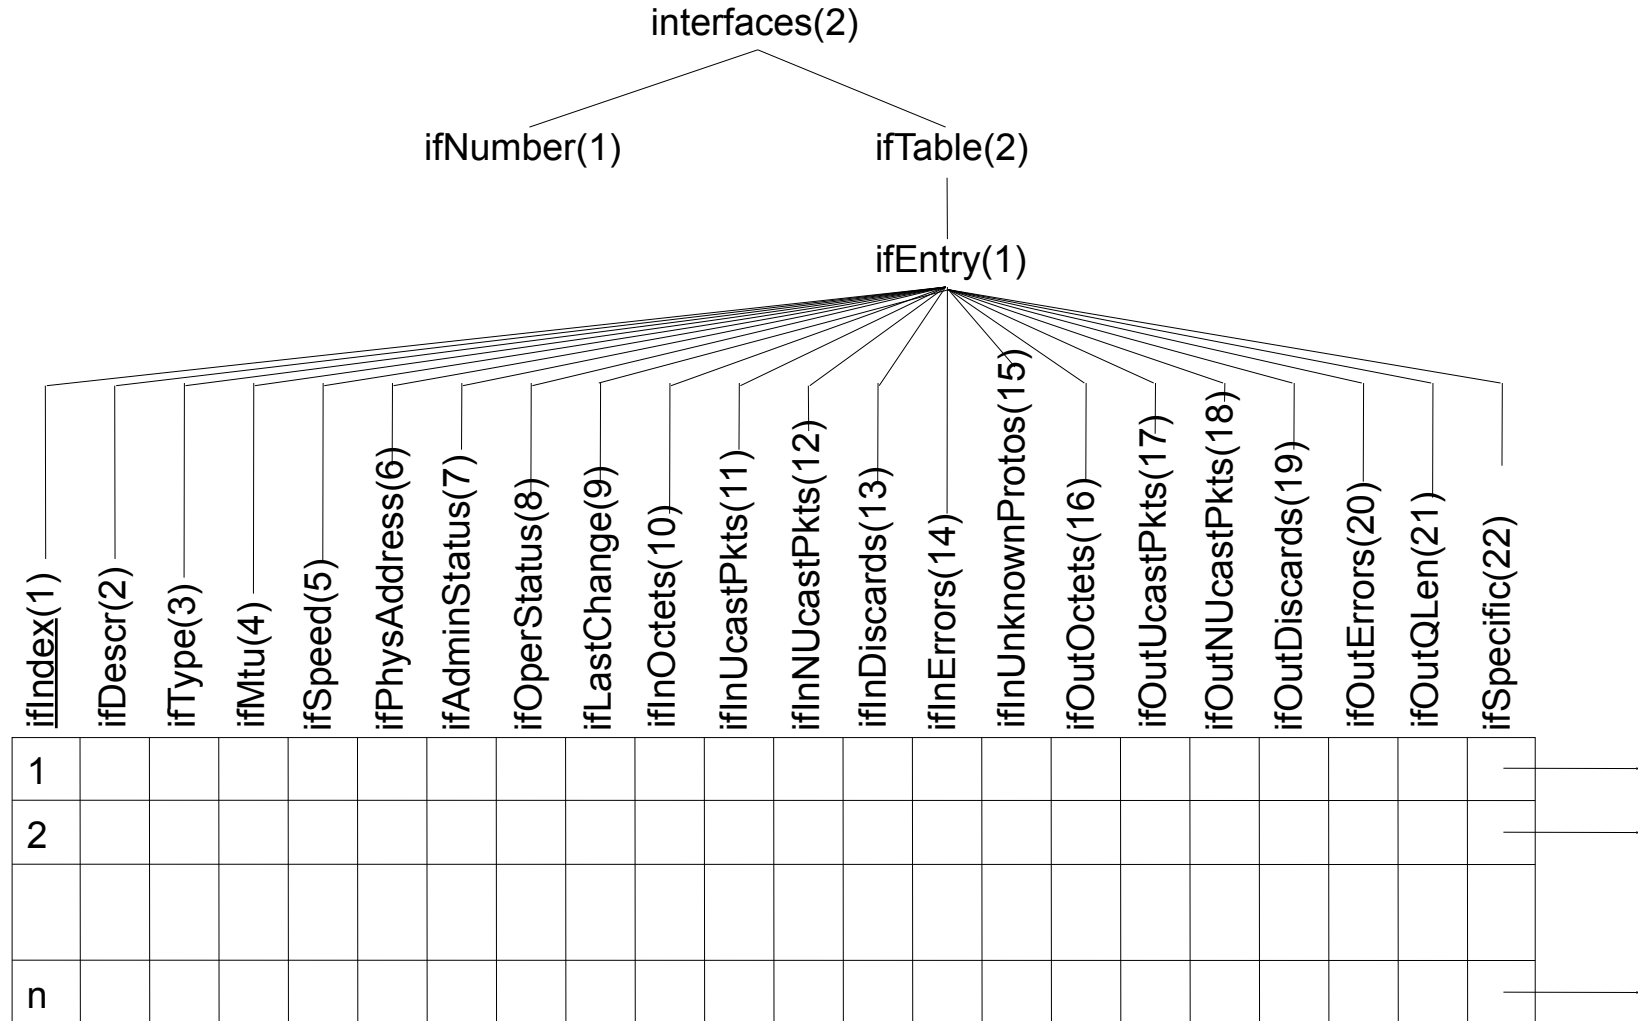 interfaces(2)
ifNumber(1)
ifTable(2)
ifEntry(1)
ifIndex(1)
ifDescr(2)
ifType(3)
ifMtu(4)
ifSpeed(5)
ifPhysAddress(6)
ifAdminStatus(7)
ifOperStatus(8)
ifLastChange(9)
ifInOctets(10)
ifInUcastPkts(11)
ifInNUcastPkts(12)
ifInDiscards(13)
ifInErrors(14)
ifInUnknownProtos(15)
ifOutOctets(16)
ifOutUcastPkts(17)
ifOutNUcastPkts(18)
ifOutDiscards(19)
ifOutErrors(20)
ifOutQLen(21)
ifSpecific(22)
1
2
n